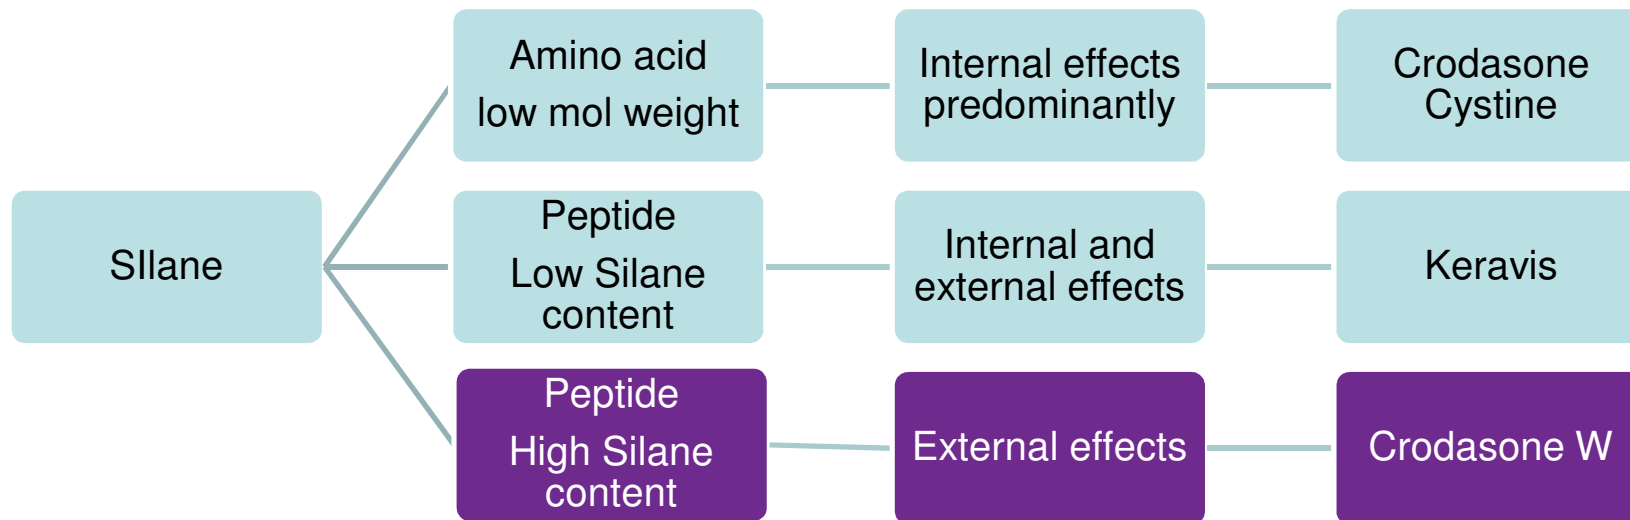 SIlane
Amino acid
low mol weight
Internal effects
predominantly
Crodasone
Cystine
Peptide
Low Silane
content
Internal and
external effects
Keravis
Peptide
High Silane
content
External effects
Crodasone W